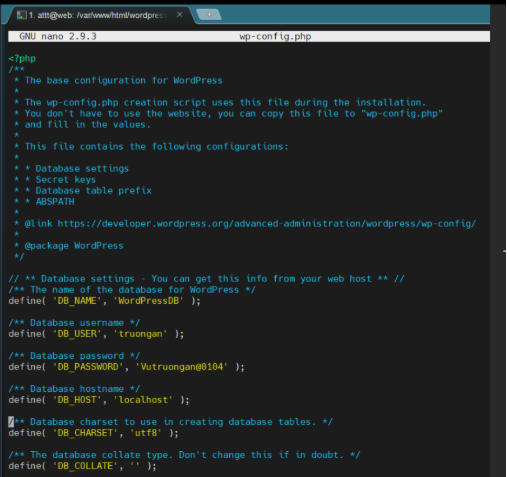 1. attt@web: /var/www/html/wordpres
GNU nano 2.9.3 wp-config.php
<?php
/**
 * The base configuration for WordPress
 *
 * The wp-config.php creation script uses this file during the installation.
 * You don't have to use the website, you can copy this file to "wp-config.php"
 * and fill in the values.
 *
 * This file contains the following configurations:
 *
 * * Database settings
 * * Secret keys
 * * Database table prefix
 * * ABSPATH
 *
 * @link https://developer.wordpress.org/advanced-administration/wordpress/wp-config/
 *
 * @package WordPress
 */
// ** Database settings - You can get this info from your web host ** //
/** The name of the database for WordPress */
define( 'DB_NAME', 'WordPressDB' );
/** Database username */
define( 'DB_USER', 'truongan' );
/** Database password */
define( 'DB_PASSWORD', 'Vutruongan@0104' );
/** Database hostname */
define( 'DB_HOST', 'localhost' );
/** Database charset to use in creating database tables. */
define( 'DB_CHARSET', 'utf8' );
/** The database collate type. Don't change this if in doubt. */
define( 'DB_COLLATE', '' );